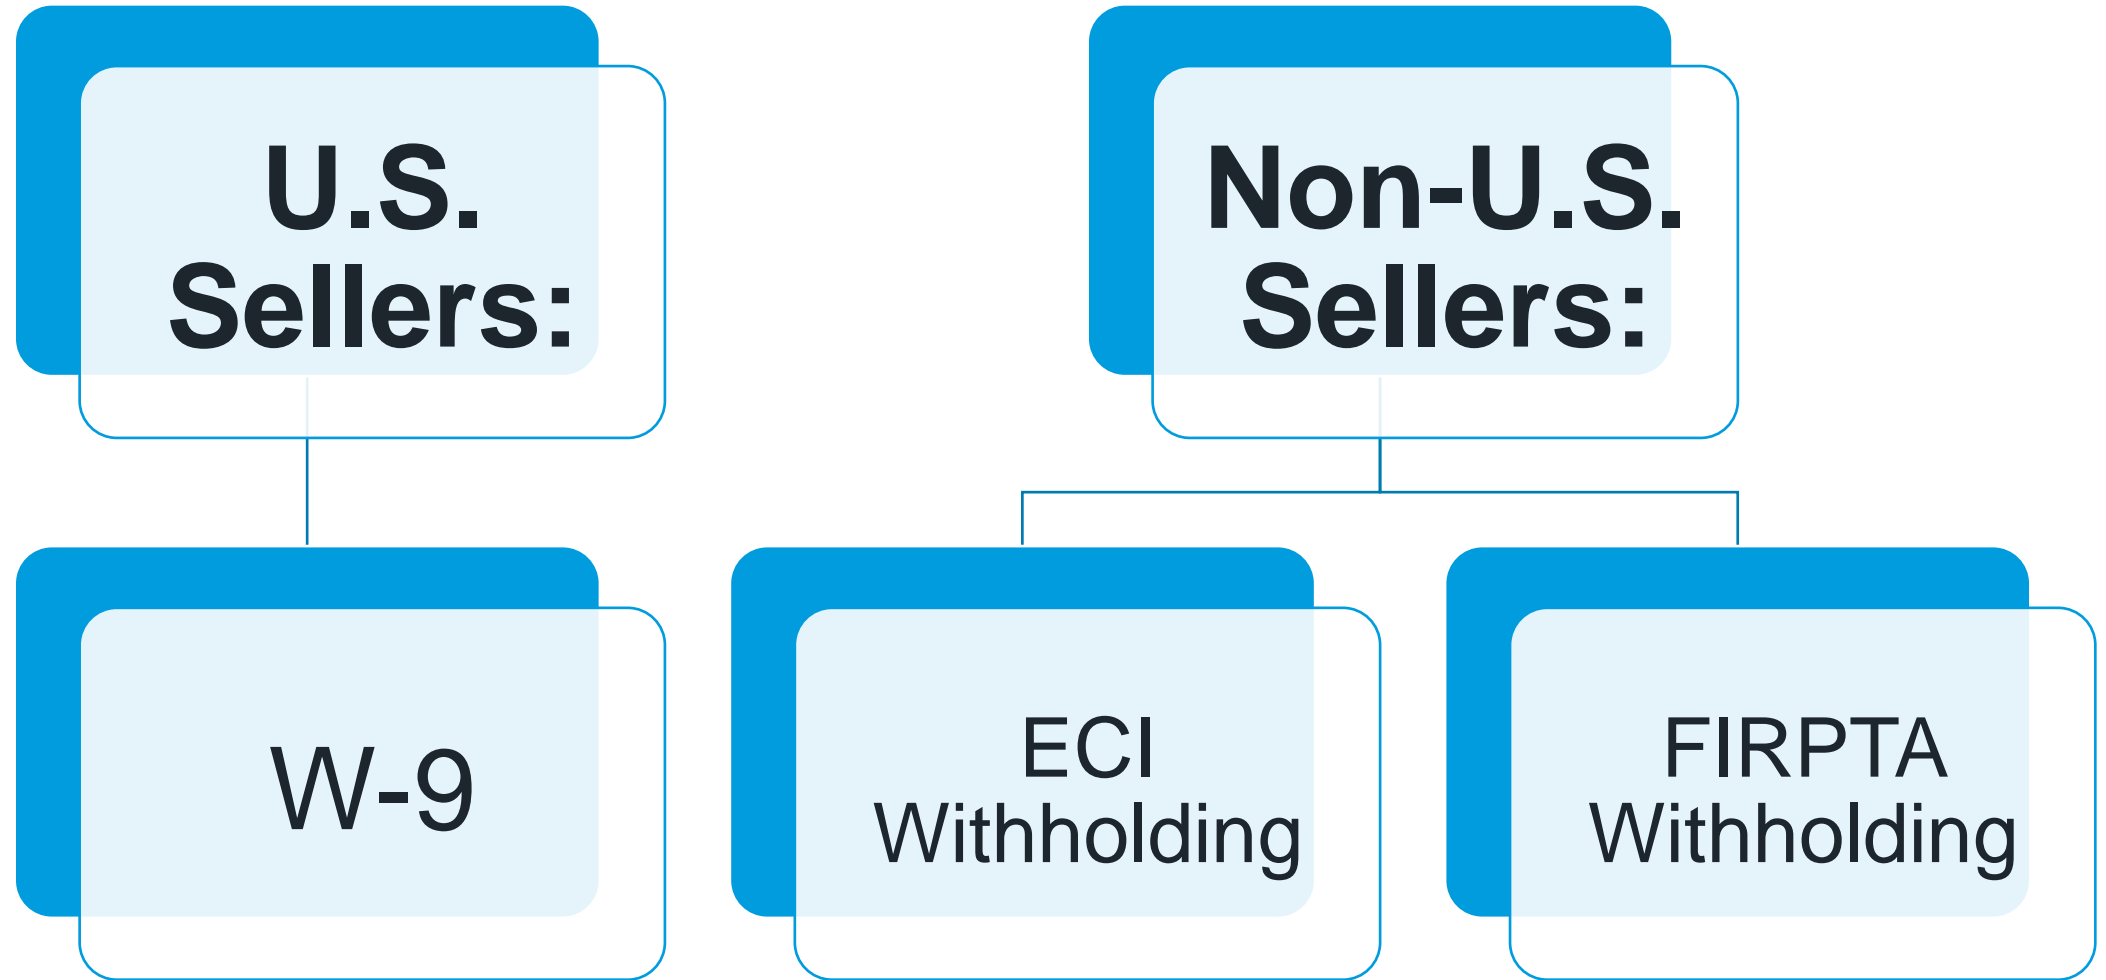 U.S.
Sellers:
Non-U.S.
Sellers:
W-9
ECI
Withholding
FIRPTA
Withholding